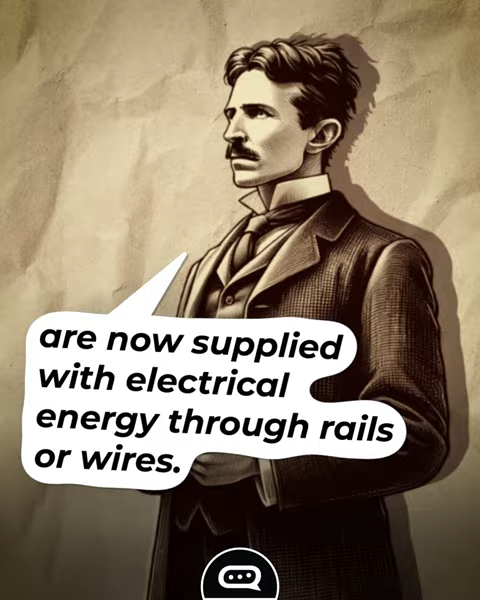 are now supplied
with electrical
energy through rails
or wires.